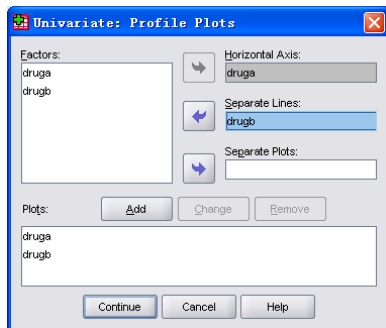 Univariate: Profile Plots
Factors:
druga
drugb
Horizontal Axis:
druga
Separate Lines:
drugb
Separate Plots:
Plots:
Add
Change
Remove
druga
drugb
Continue
Cancel
Help